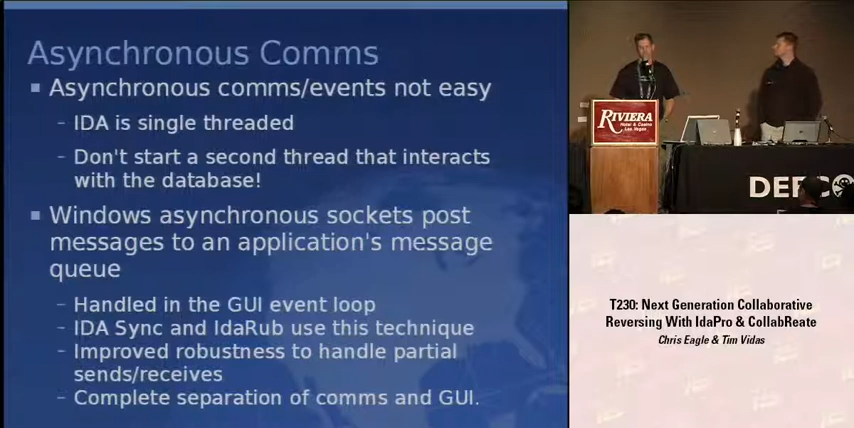 Asynchronous Comms
Asynchronous comms/events not easy
- IDA is single threaded
- Don't start a second thread that interacts
with the database!
Windows asynchronous sockets post
messages to an application's message
queue
- Handled in the GUI event loop
- IDA Sync and IdaRub use this technique
- Improved robustness to handle partial
sends/receives
- Complete separation of comms and GUI.
RIVIERA
Hotel & Casino
Las Vegas
DEFCO
T230: Next Generation Collaborative
Reversing With IdaPro & CollabReate
Chris Eagle & Tim Vidas